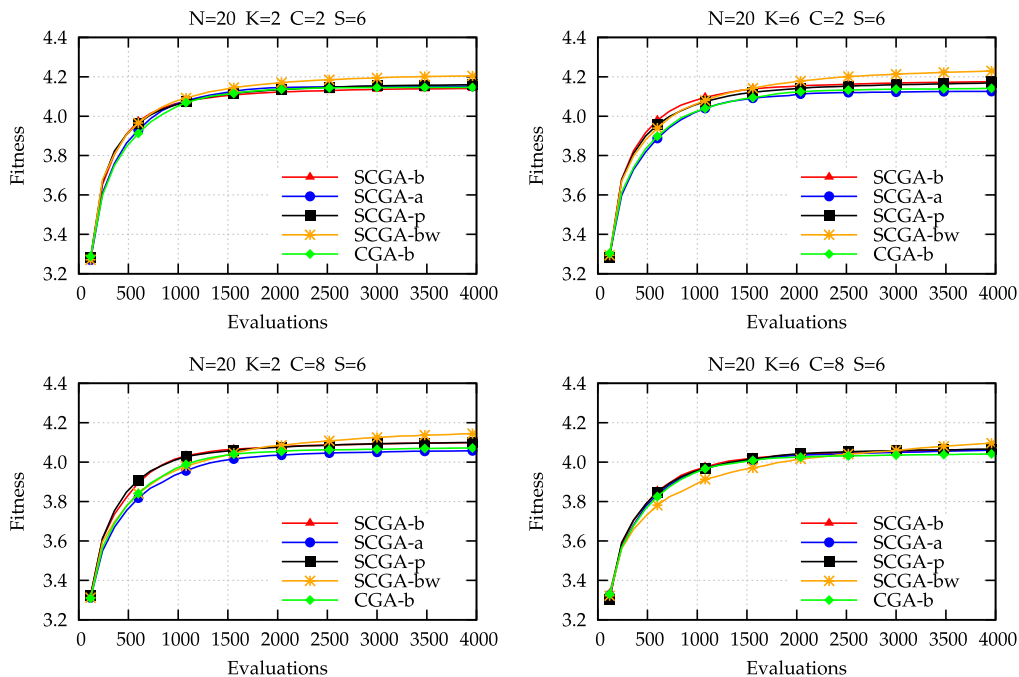 N=20 K=2 C=2 S=6
4.4
4.2
4.0
3.8
3.6
3.4
3.2
Fitness
SCGA-b
SCGA-a
SCGA-p
SCGA-bw
CGA-b
0 500 1000 1500 2000 2500 3000 3500 4000
Evaluations
N=20 K=6 C=2 S=6
4.4
4.2
4.0
3.8
3.6
3.4
3.2
Fitness
SCGA-b
SCGA-a
SCGA-p
SCGA-bw
CGA-b
0 500 1000 1500 2000 2500 3000 3500 4000
Evaluations
N=20 K=2 C=8 S=6
4.4
4.2
4.0
3.8
3.6
3.4
3.2
Fitness
SCGA-b
SCGA-a
SCGA-p
SCGA-bw
CGA-b
0 500 1000 1500 2000 2500 3000 3500 4000
Evaluations
N=20 K=6 C=8 S=6
4.4
4.2
4.0
3.8
3.6
3.4
3.2
Fitness
SCGA-b
SCGA-a
SCGA-p
SCGA-bw
CGA-b
0 500 1000 1500 2000 2500 3000 3500 4000
Evaluations